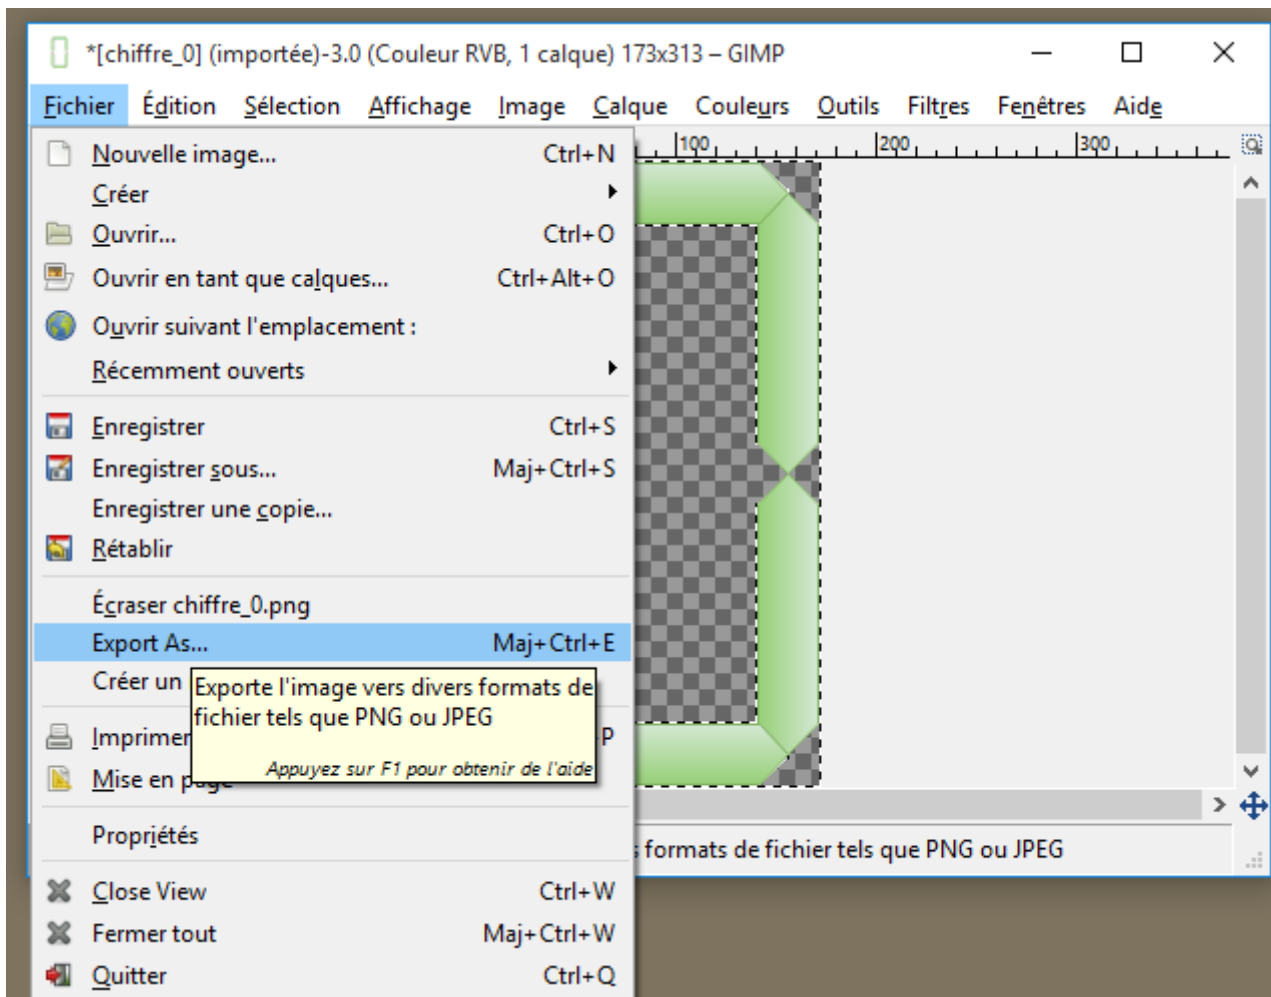 *[chiffre_0] (importée)-3.0 (Couleur RVB, 1 calque) 173x313 – GIMP
Fichier Édition Sélection Affichage Image Calque Couleurs Outils Filtres Fenêtres Aide
100 200 300
Nouvelle image... Ctrl+N
Créer
Ouvrir... Ctrl+O
Ouvrir en tant que calques... Ctrl+Alt+O
Ouvrir suivant l'emplacement :
Récemment ouverts
Enregistrer Ctrl+S
Enregistrer sous... Maj+Ctrl+S
Enregistrer une copie...
Rétablir
Écraser chiffre_0.png
Export As... Maj+Ctrl+E
Créer un
Exporte l'image vers divers formats de
fichier tels que PNG ou JPEG
Appuyez sur F1 pour obtenir de l'aide
Imprimer P
Mise en page
Propriétés
formats de fichier tels que PNG ou JPEG
Close View Ctrl+W
Fermer tout Maj+Ctrl+W
Quitter Ctrl+Q